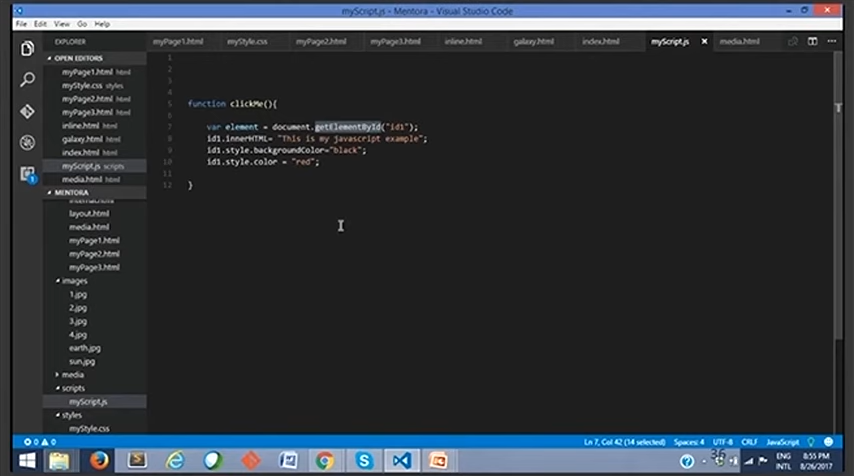 myScript.js - Mentora - Visual Studio Code
File Edit View Go Help
EXPLORER
myPage1.html myStyle.css myPage2.html myPage3.html inline.html galaxy.html index.html myScript.js media.html
OPEN EDITORS
myPage1.html html
myStyle.css styles
myPage2.html html
myPage3.html html
inline.html html
galaxy.html html
index.html html
myScript.js scripts
media.html html
MENTORA
layout.html
media.html
myPage1.html
myPage2.html
myPage3.html
images
1.jpg
2.jpg
3.jpg
4.jpg
earth.jpg
sun.jpg
media
scripts
myScript.js
styles
myStyle.css
1
2
3
4
5 function clickMe(){
6
7 var element = document.getElementById("id1");
8 id1.innerHTML= "This is my javascript example";
9 id1.style.backgroundColor="black";
10 id1.style.color = "red";
11
12 }
1
0 0
Ln 7, Col 42 (14 selected) Spaces: 4 UTF-8 CRLF JavaScript
36
ENG
INTL
8:55 PM
8/26/2017